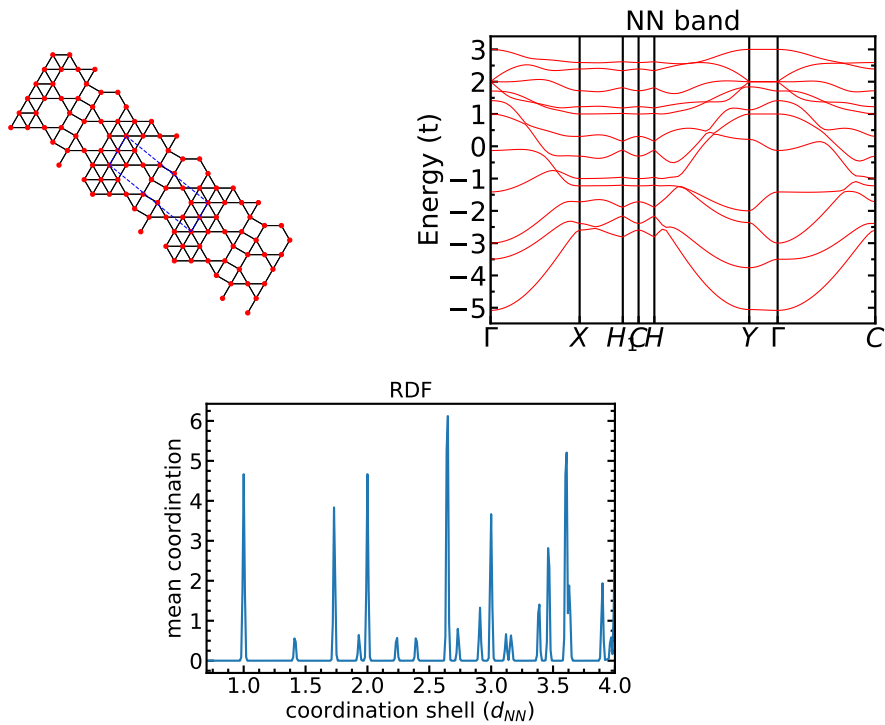 NN band
Energy (t)
3
2
1
0
−1
−2
−3
−4
−5
Γ X H₁ C H Y Γ C
RDF
mean coordination
6
5
4
3
2
1
0
1.0 1.5 2.0 2.5 3.0 3.5 4.0
coordination shell (d_NN)